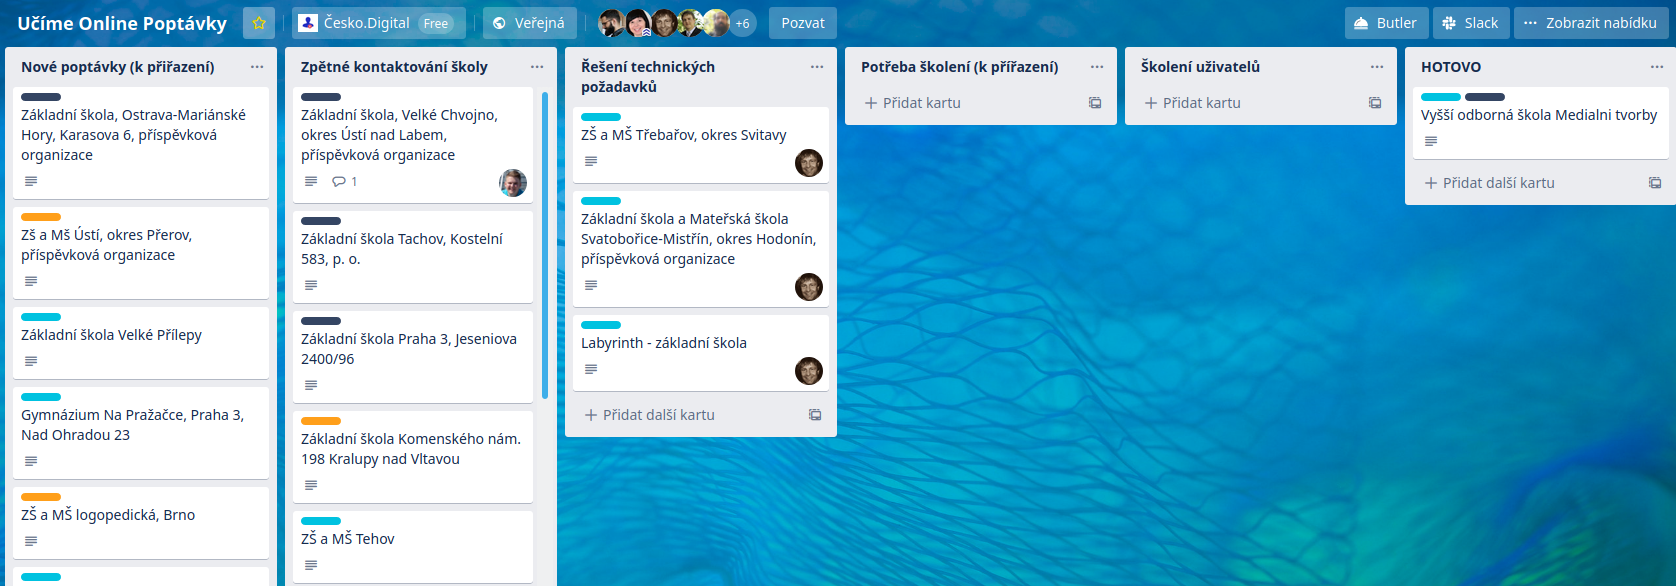 Učíme Online Poptávky
Česko.Digital Free
Veřejná
+6
Pozvat
Butler
Slack
Zobrazit nabídku
Nové poptávky (k přiřazení)
Základní škola, Ostrava-Mariánské
Hory, Karasova 6, příspěvková
organizace
Zš a Mš Ústí, okres Přerov,
příspěvková organizace
Základní škola Velké Přílepy
Gymnázium Na Pražačce, Praha 3,
Nad Ohradou 23
ZŠ a MŠ logopedická, Brno
Zpětné kontaktování školy
Základní škola, Velké Chvojno,
okres Ústí nad Labem,
příspěvková organizace
1
Základní škola Tachov, Kostelní
583, p. o.
Základní škola Praha 3, Jeseniova
2400/96
Základní škola Komenského nám.
198 Kralupy nad Vltavou
ZŠ a MŠ Tehov
Řešení technických
požadavků
ZŠ a MŠ Třebařov, okres Svitavy
Základní škola a Mateřská škola
Svatobořice-Mistřín, okres Hodonín,
příspěvková organizace
Labyrinth - základní škola
Přidat další kartu
Potřeba školení (k přířazení)
Přidat kartu
Školení uživatelů
Přidat kartu
HOTOVO
Vyšší odborná škola Medialni tvorby
Přidat další kartu